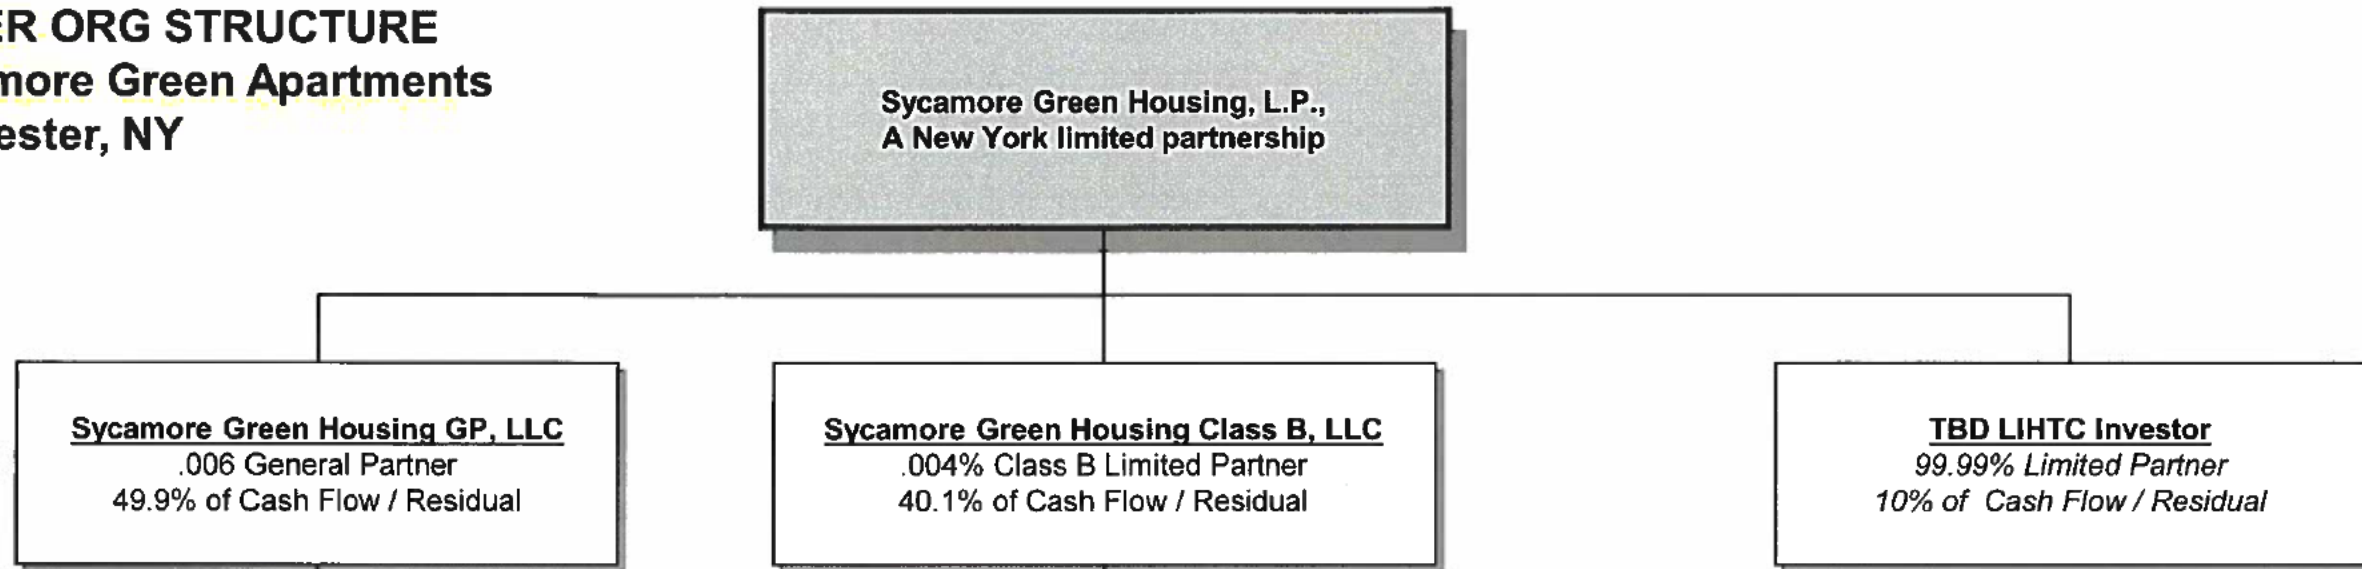 ER ORG STRUCTURE
more Green Apartments
ester, NY
Sycamore Green Housing, L.P.,
A New York limited partnership
Sycamore Green Housing GP, LLC
.006 General Partner
49.9% of Cash Flow / Residual
Sycamore Green Housing Class B, LLC
.004% Class B Limited Partner
40.1% of Cash Flow / Residual
TBD LIHTC Investor
99.99% Limited Partner
10% of Cash Flow / Residual